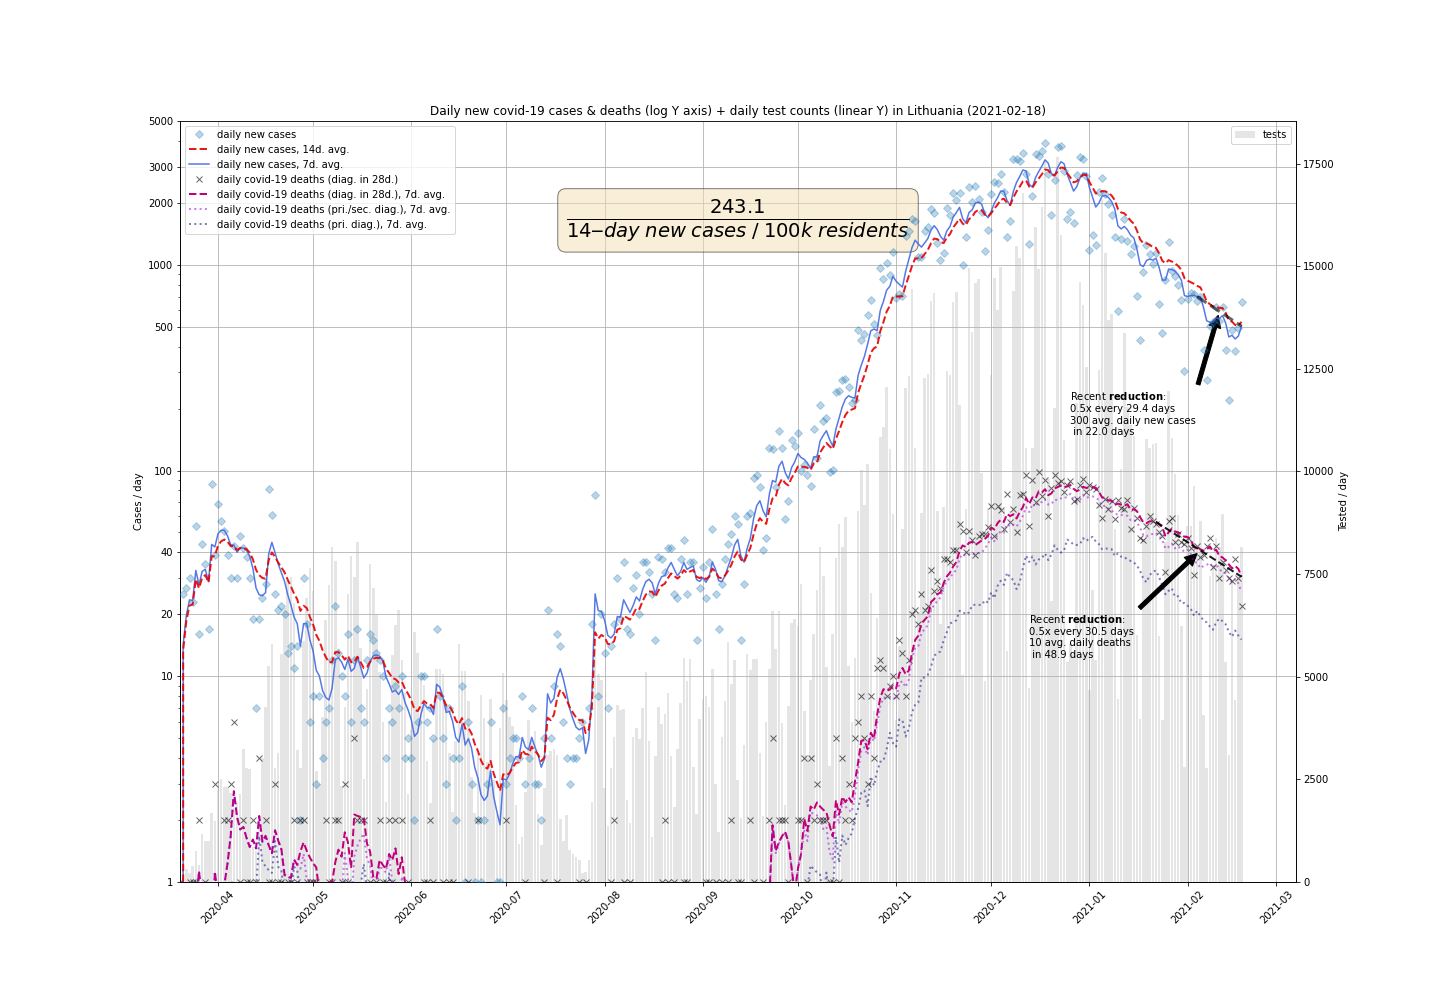 Daily new covid-19 cases & deaths (log Y axis) + daily test counts (linear Y) in Lithuania (2021-02-18)
daily new cases
daily new cases, 14d. avg.
daily new cases, 7d. avg.
daily covid-19 deaths (diag. in 28d.)
daily covid-19 deaths (diag. in 28d.), 7d. avg.
daily covid-19 deaths (pri./sec. diag.), 7d. avg.
daily covid-19 deaths (pri. diag.), 7d. avg.
tests
243.1
14–day new cases / 100k residents
Recent reduction:
0.5x every 29.4 days
300 avg. daily new cases
in 22.0 days
Recent reduction:
0.5x every 30.5 days
10 avg. daily deaths
in 48.9 days
Cases / day
5000
3000
2000
1000
500
100
40
20
10
1
Tested / day
17500
15000
12500
10000
7500
5000
2500
0
2020-04
2020-05
2020-06
2020-07
2020-08
2020-09
2020-10
2020-11
2020-12
2021-01
2021-02
2021-03